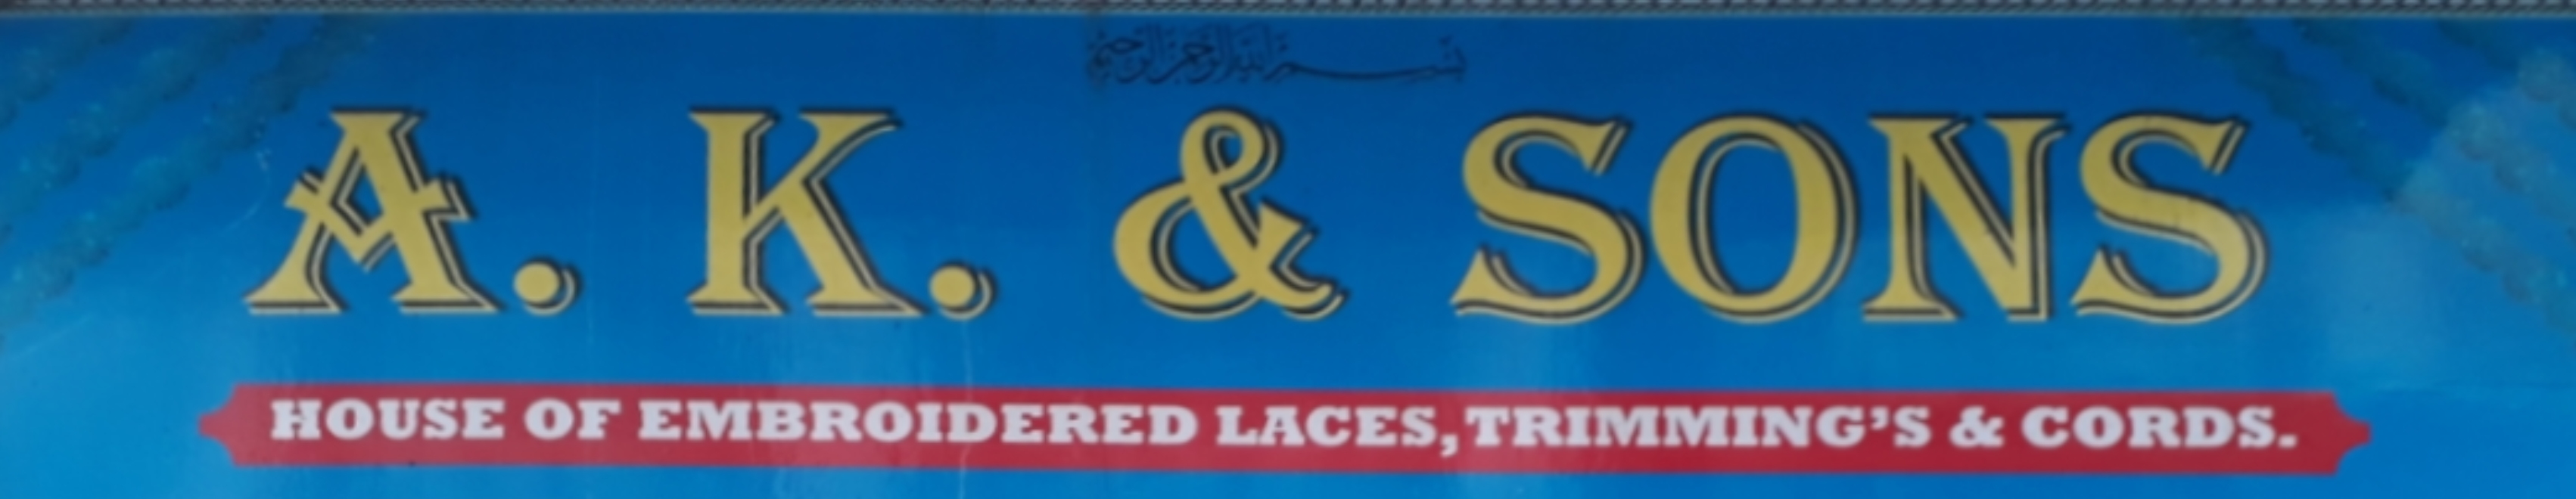 بسم الله الرحمن الرحيم
A. K. & SONS
HOUSE OF EMBROIDERED LACES, TRIMMING'S & CORDS.